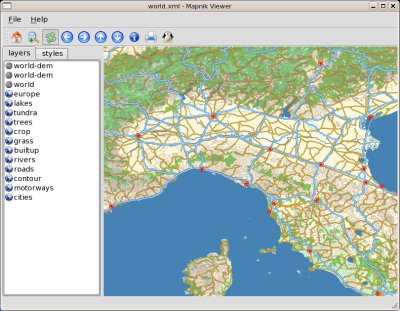 world.xml - Mapnik Viewer
File Help
layers styles
world-dem
world-dem
world
europe
lakes
tundra
trees
crop
grass
builtup
rivers
roads
contour
motorways
cities